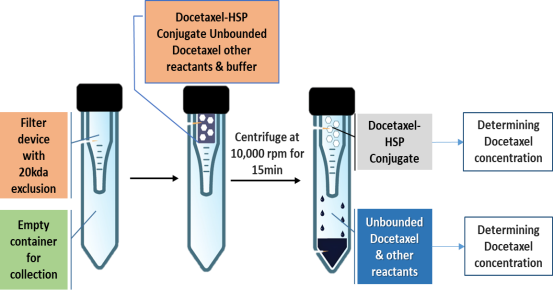 Docetaxel-HSP
Conjugate Unbounded
Docetaxel other
reactants & buffer
Filter
device
with
20kda
exclusion
Empty
container
for
collection
Centrifuge at
10,000 rpm for
15min
Docetaxel-
HSP
Conjugate
Determining
Docetaxel
concentration
Unbounded
Docetaxel
& other
reactants
Determining
Docetaxel
concentration